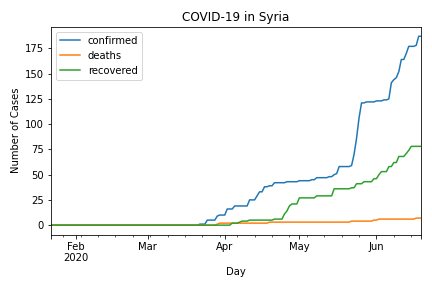 COVID-19 in Syria
confirmed
deaths
recovered
Number of Cases
175
150
125
100
75
50
25
0
Feb Mar Apr May Jun
2020
Day